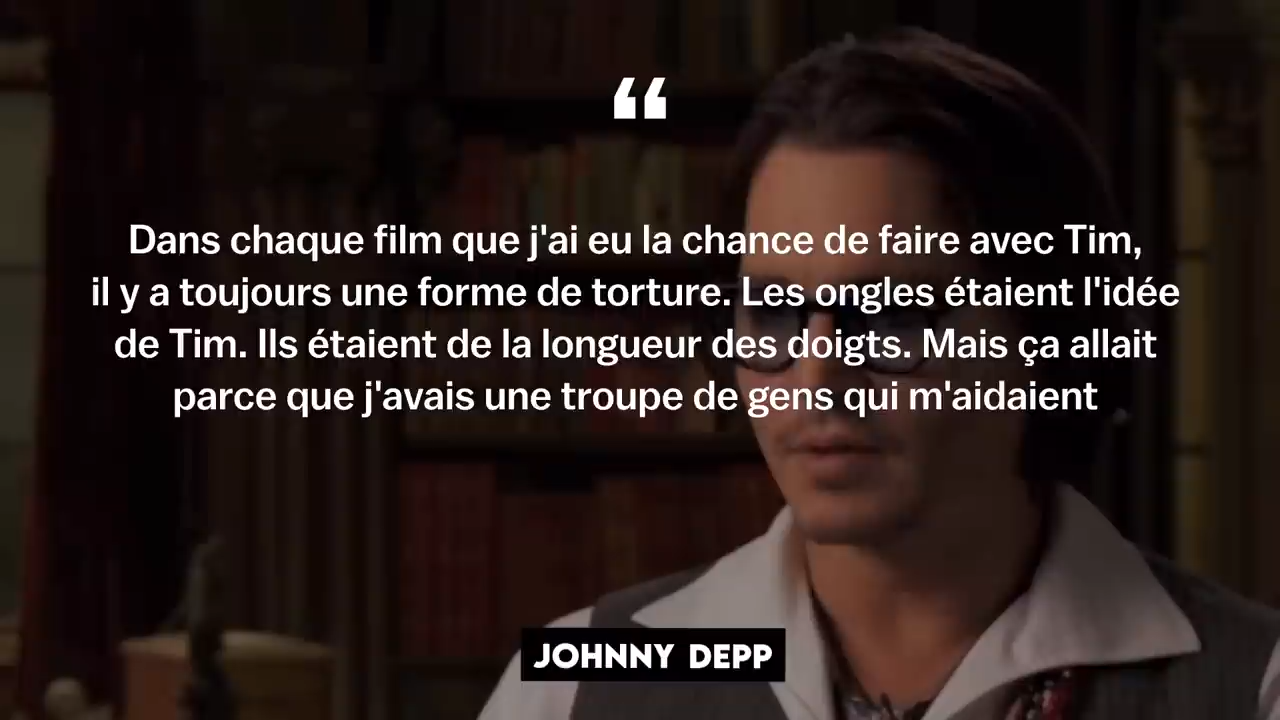 “
Dans chaque film que j'ai eu la chance de faire avec Tim,
il y a toujours une forme de torture. Les ongles étaient l'idée
de Tim. Ils étaient de la longueur des doigts. Mais ça allait
parce que j'avais une troupe de gens qui m'aidaient
JOHNNY DEPP